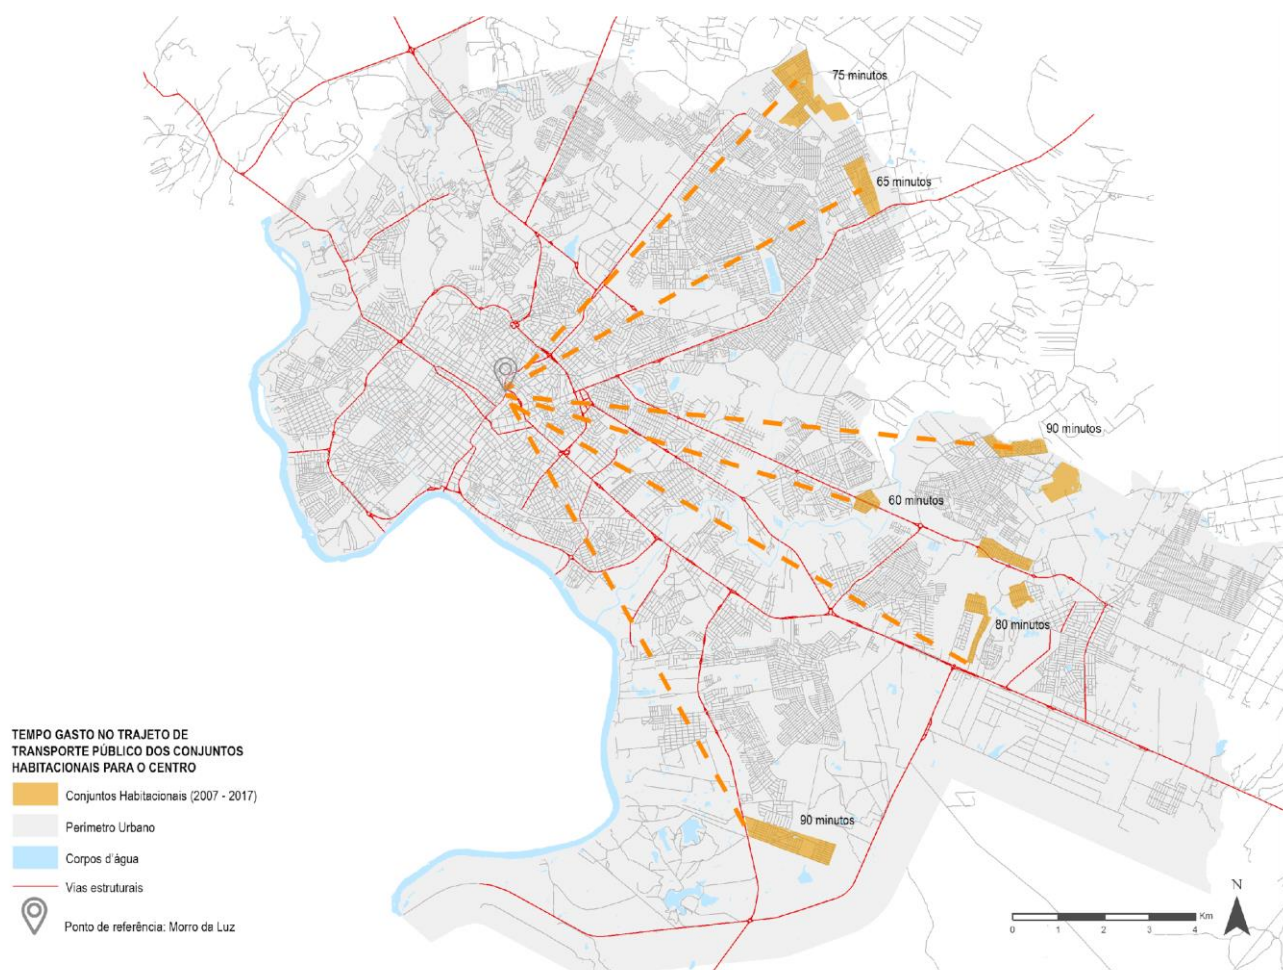 75 minutos
65 minutos
90 minutos
60 minutos
80 minutos
90 minutos
TEMPO GASTO NO TRAJETO DE
TRANSPORTE PÚBLICO DOS CONJUNTOS
HABITACIONAIS PARA O CENTRO
Conjuntos Habitacionais (2007 - 2017)
Perímetro Urbano
Corpos d'água
Vias estruturais
Ponto de referência: Morro da Luz
N
Km
0 1 2 3 4